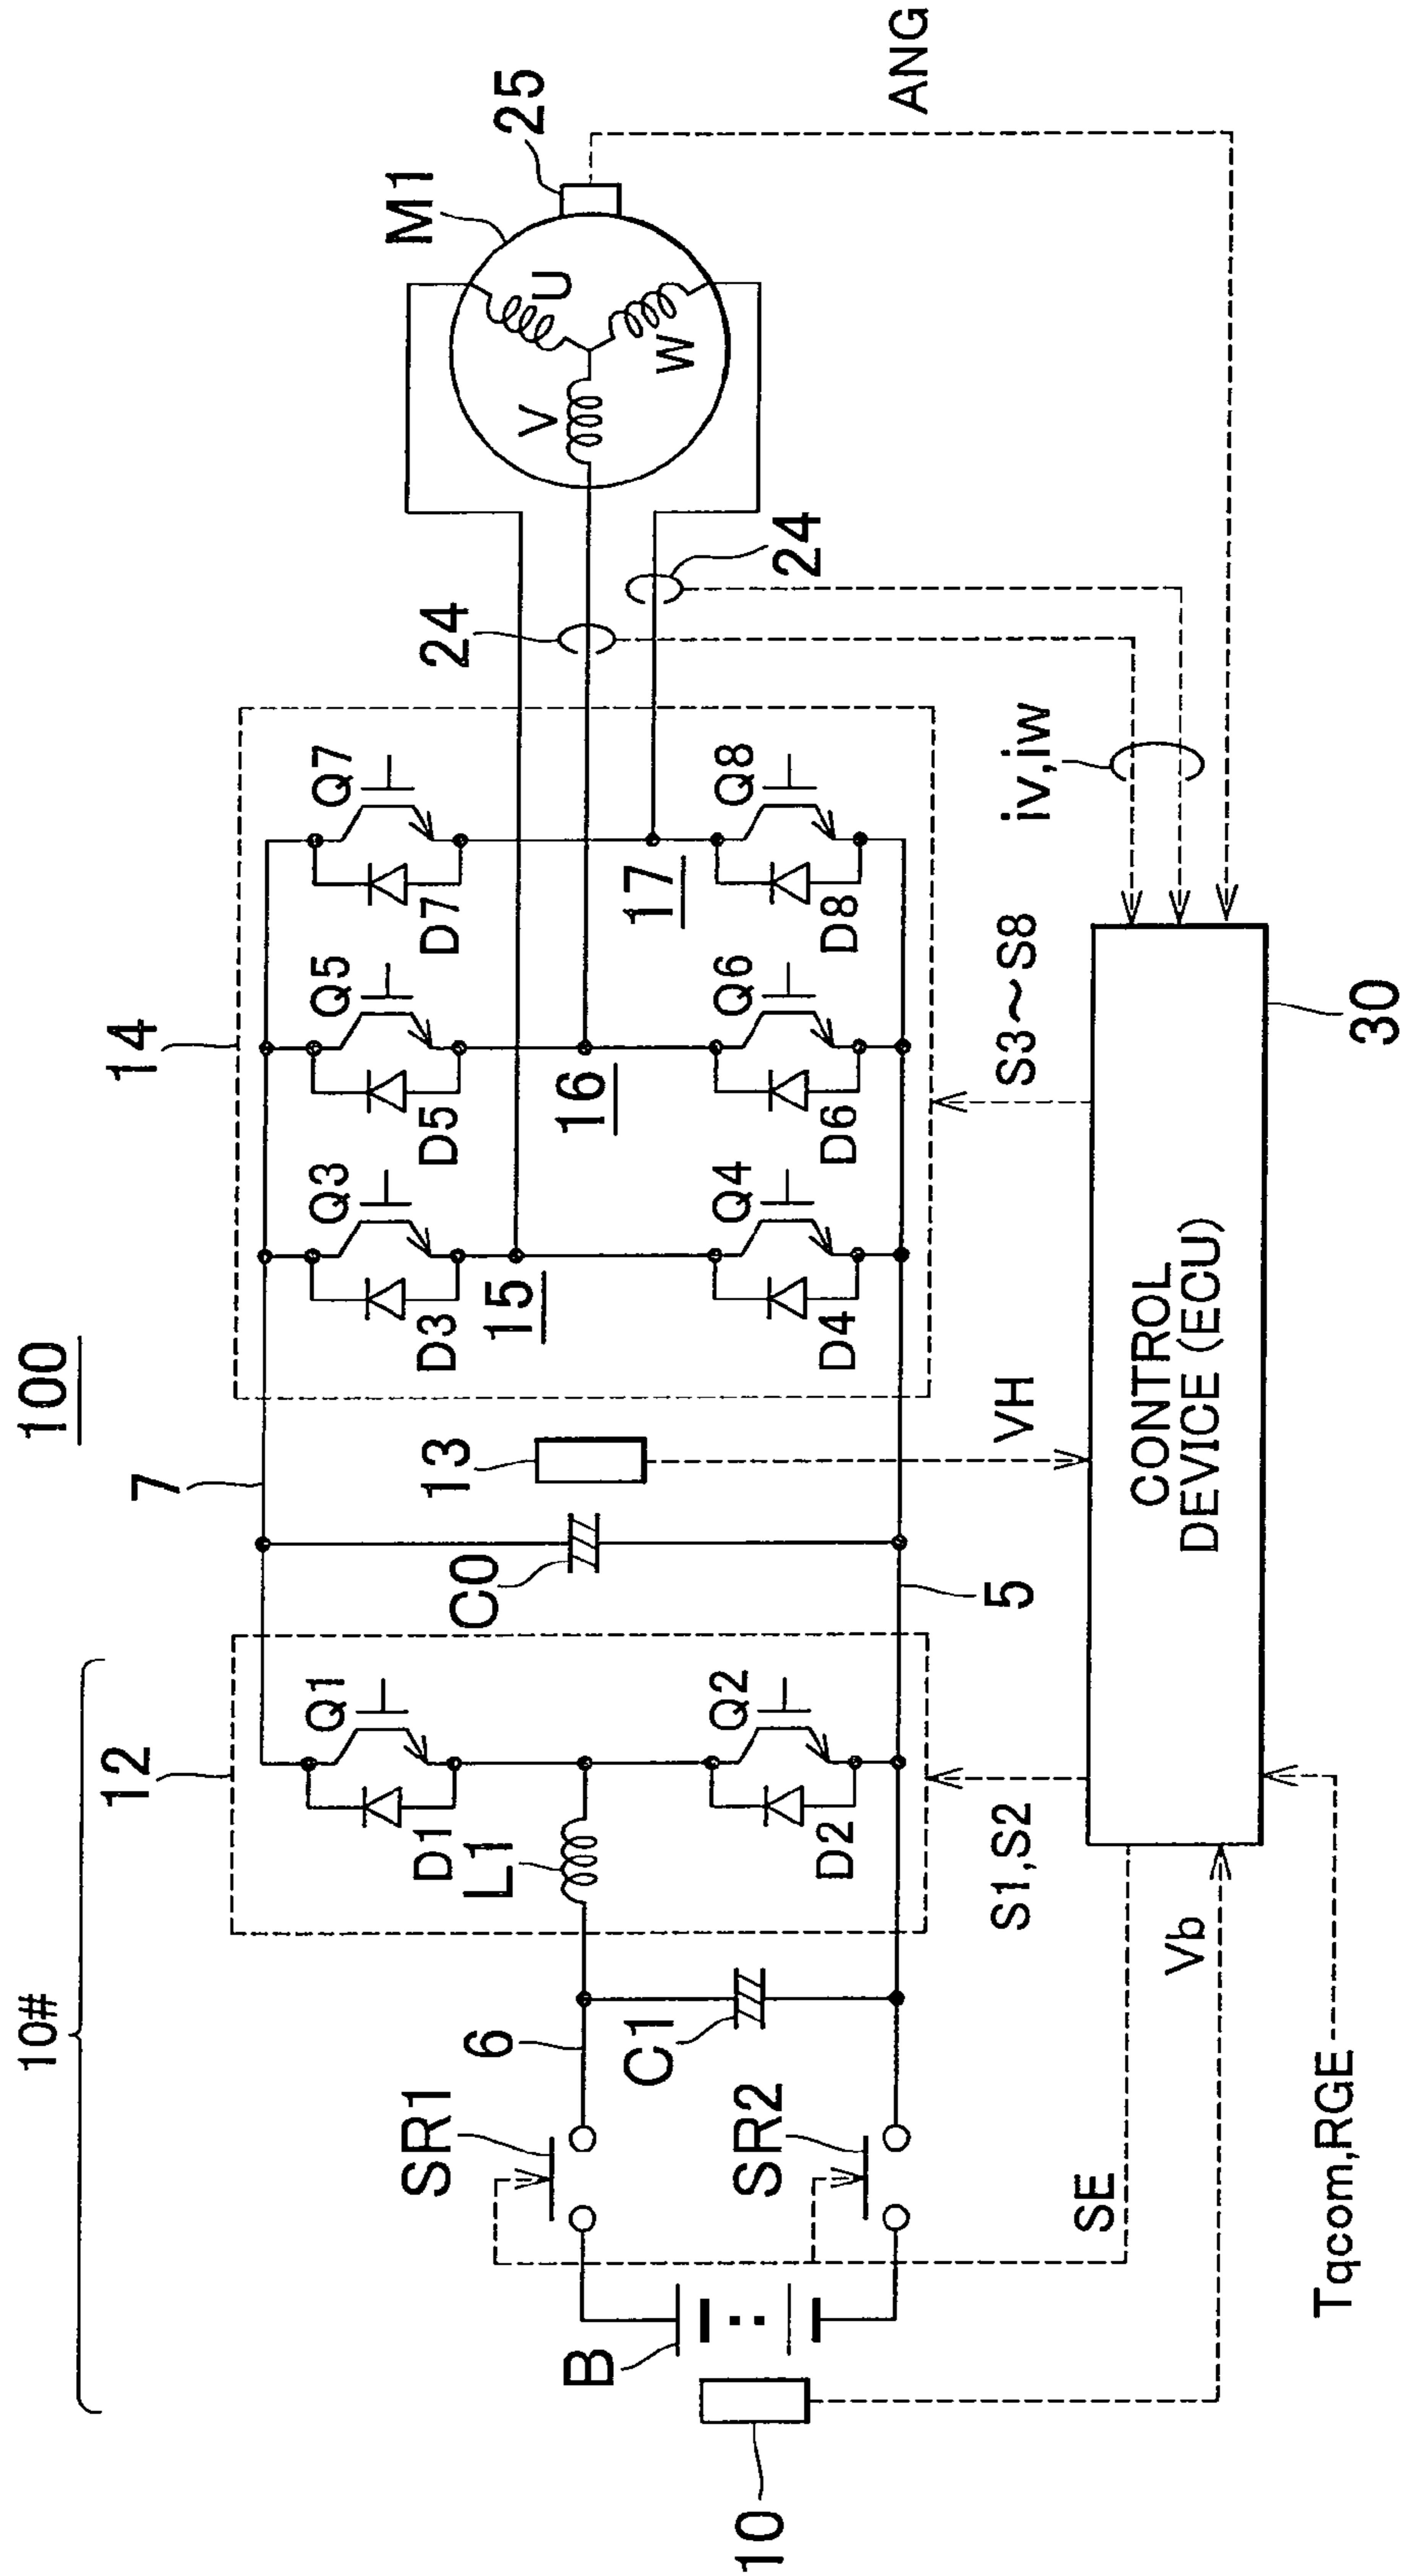 100
10#
12
7
14
Q1
D1
L1
Q2
D2
6
SR1
SR2
C1
B
10
C0
13
5
Q3
D3
15
Q4
D4
Q5
D5
16
Q6
D6
Q7
D7
17
Q8
D8
24
24
M1
U
V
W
25
ANG
iv,iw
S3~S8
VH
S1,S2
SE
Vb
Tqcom,RGE
CONTROL
DEVICE (ECU)
30